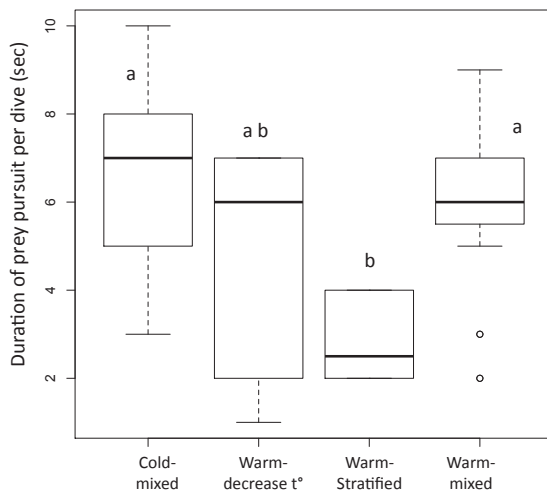 Duration of prey pursuit per dive (sec)
10
8
6
4
2
a
a b
b
a
Cold-
mixed
Warm-
decrease t°
Warm-
Stratified
Warm-
mixed